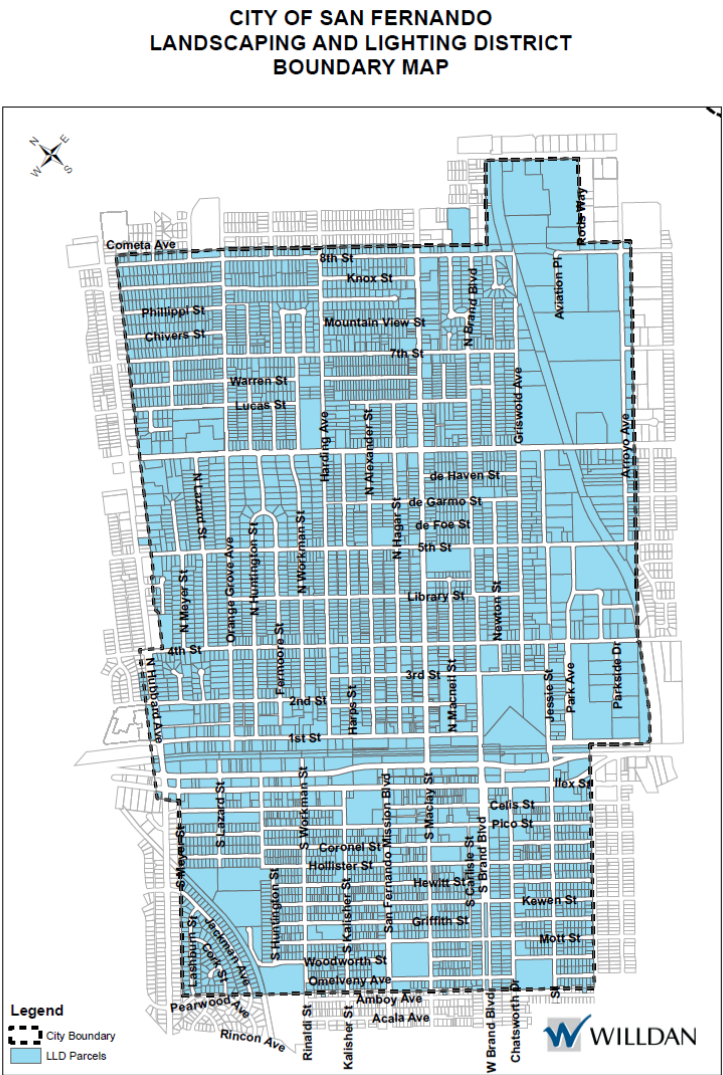 CITY OF SAN FERNANDO
LANDSCAPING AND LIGHTING DISTRICT
BOUNDARY MAP
N
E
W
S
Rods Way
Cometa Ave
8th St
Knox St
N Brand Blvd
Aviation Pl
Phillippi St
Mountain View St
Chivers St
7th St
Warren St
Lucas St
Griswold Ave
Harding Ave
N Alexander St
Arroyo Ave
de Haven St
N Lazard St
de Garmo St
N Hagar St
de Foe St
N Workman St
N Huntington St
Orange Grove Ave
5th St
N Meyer St
Library St
Newton St
Fermoore St
4th St
N Hubbard Ave
3rd St
N Macneil St
Jessie St
Park Ave
Parkside Dr
2nd St
Harps St
1st St
Ilex St
S Lazard St
S Workman St
San Fernando Mission Blvd
S Maclay St
Celis St
Pico St
S Meyer St
Coronel St
Hollister St
S Carlisle St
S Brand Blvd
Hewitt St
S Huntington St
S Kalisher St
Kewen St
Griffith St
Lashburn St
Jackman Ave
Cork St
Mott St
Woodworth St
Omelveny Ave
Pearwood Ave
Amboy Ave
Acala Ave
St
Rincon Ave
Rinaldi St
Kalisher St
W Brand Blvd
Chatsworth Dr
Legend
City Boundary
LLD Parcels
W WILLDAN